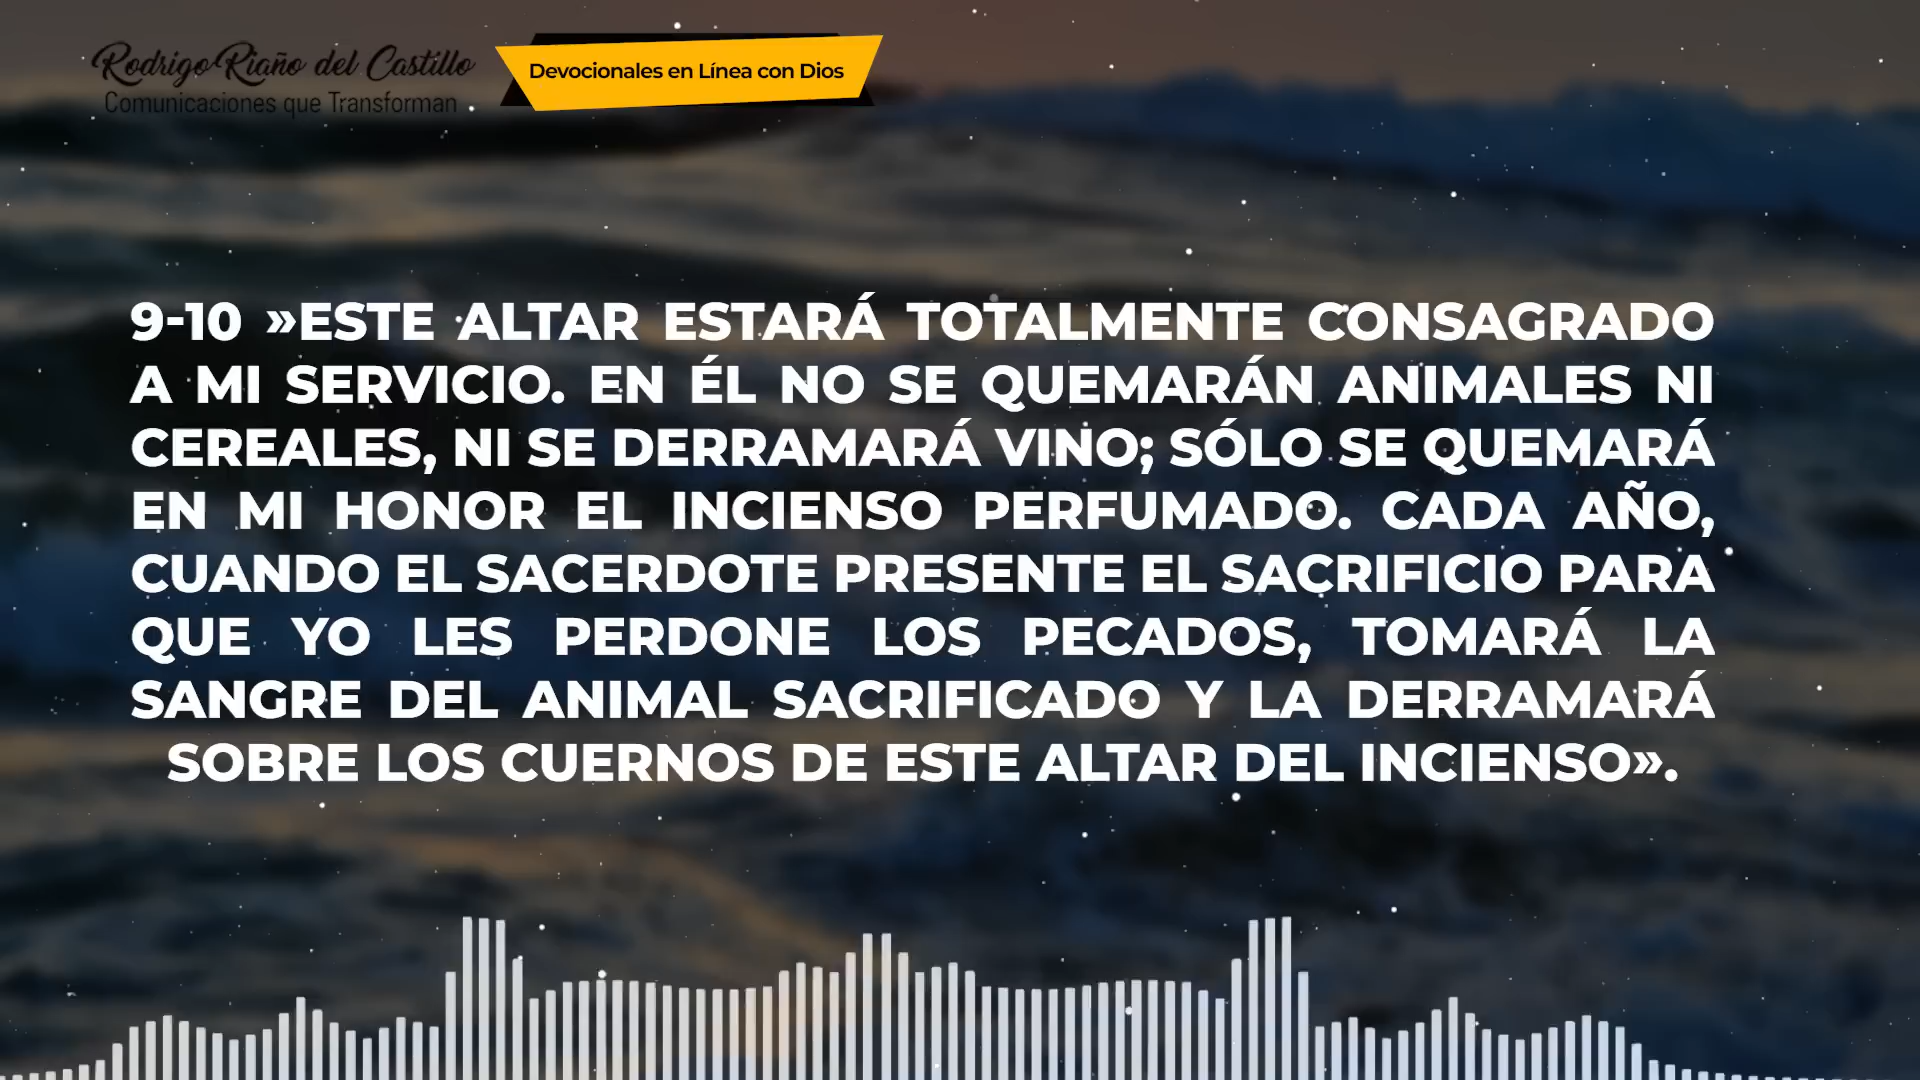 Rodrigo Riaño del Castillo
Comunicaciones que Transforman
Devocionales en Línea con Dios
9-10 »ESTE ALTAR ESTARÁ TOTALMENTE CONSAGRADO
A MI SERVICIO. EN ÉL NO SE QUEMARÁN ANIMALES NI
CEREALES, NI SE DERRAMARÁ VINO; SÓLO SE QUEMARÁ
EN MI HONOR EL INCIENSO PERFUMADO. CADA AÑO,
CUANDO EL SACERDOTE PRESENTE EL SACRIFICIO PARA
QUE YO LES PERDONE LOS PECADOS, TOMARÁ LA
SANGRE DEL ANIMAL SACRIFICADO Y LA DERRAMARÁ
SOBRE LOS CUERNOS DE ESTE ALTAR DEL INCIENSO».